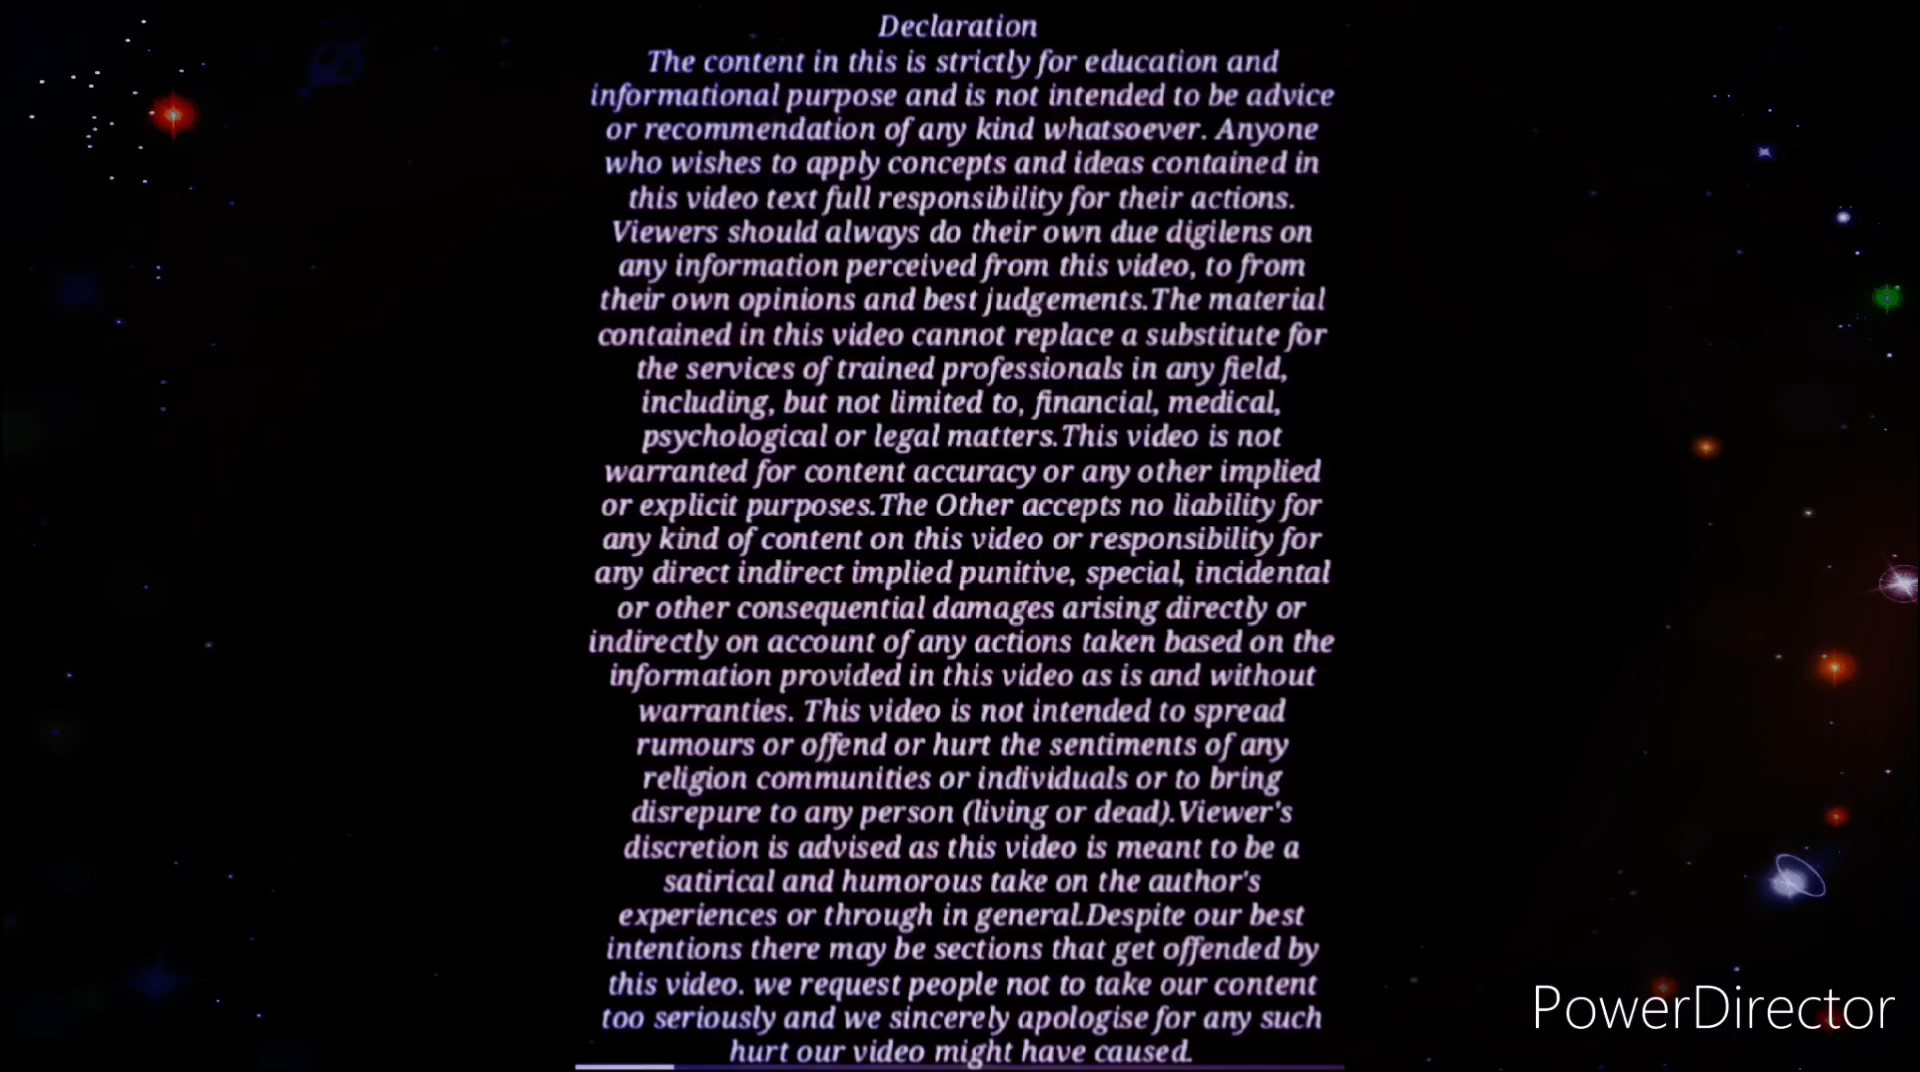 Declaration
The content in this is strictly for education and
informational purpose and is not intended to be advice
or recommendation of any kind whatsoever. Anyone
who wishes to apply concepts and ideas contained in
this video text full responsibility for their actions.
Viewers should always do their own due digilens on
any information perceived from this video, to from
their own opinions and best judgements.The material
contained in this video cannot replace a substitute for
the services of trained professionals in any field,
including, but not limited to, financial, medical,
psychological or legal matters.This video is not
warranted for content accuracy or any other implied
or explicit purposes.The Other accepts no liability for
any kind of content on this video or responsibility for
any direct indirect implied punitive, special, incidental
or other consequential damages arising directly or
indirectly on account of any actions taken based on the
information provided in this video as is and without
warranties. This video is not intended to spread
rumours or offend or hurt the sentiments of any
religion communities or individuals or to bring
disrepure to any person (living or dead).Viewer's
discretion is advised as this video is meant to be a
satirical and humorous take on the author's
experiences or through in general.Despite our best
intentions there may be sections that get offended by
this video. we request people not to take our content
too seriously and we sincerely apologise for any such
hurt our video might have caused.
PowerDirector